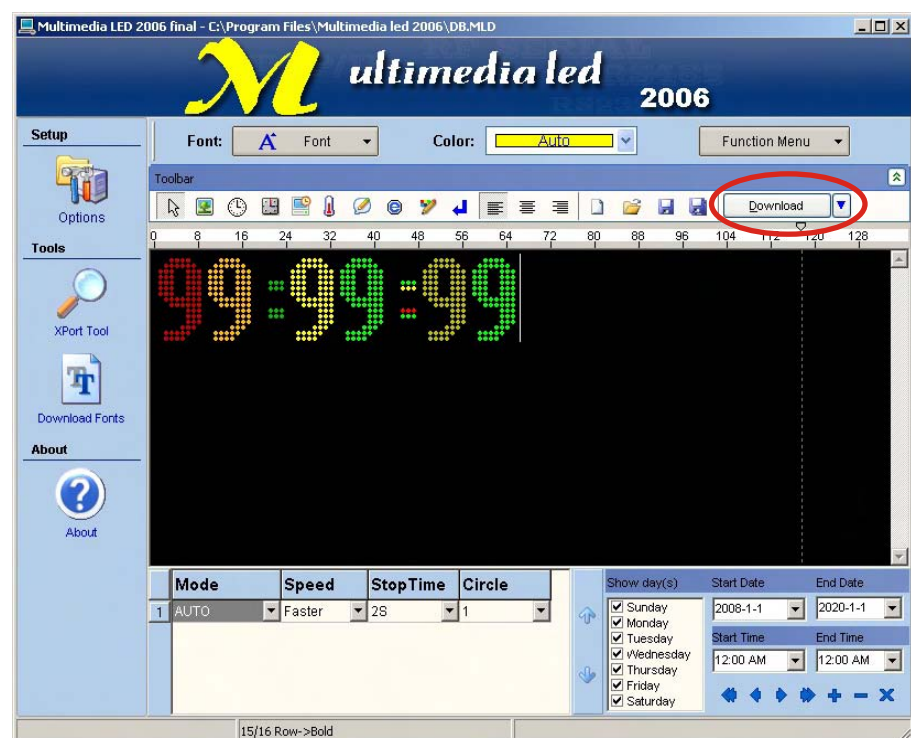 Multimedia LED 2006 final - C:\Program Files\Multimedia led 2006\DB.MLD
Multimedia led
2006
Setup
Font: A Font Color: Auto Function Menu
Toolbar
Options
Download
0 8 16 24 32 40 48 56 64 72 80 88 96 104 112 120 128
Tools
99:99:99
XPort Tool
Download Fonts
About
About
Mode Speed StopTime Circle
1 AUTO Faster 2S 1
Show day(s) Start Date End Date
Sunday 2008-1-1 2020-1-1
Monday
Tuesday Start Time End Time
Wednesday 12:00 AM 12:00 AM
Thursday
Friday
Saturday
15/16 Row->Bold